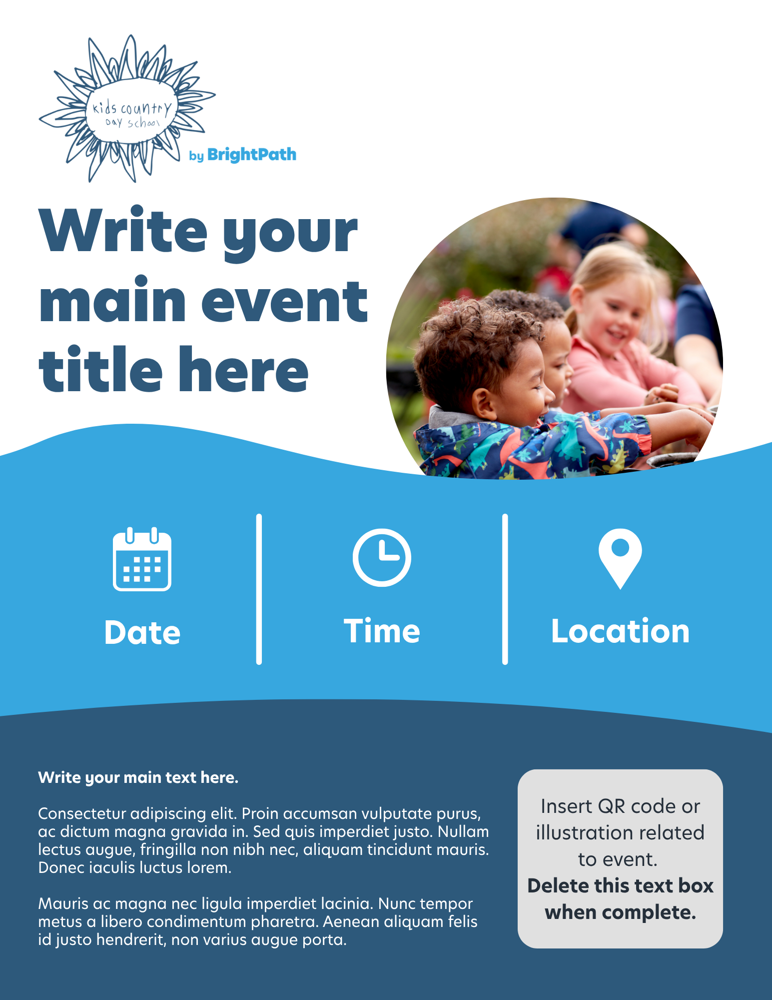 kids country
Day school
by BrightPath
Write your
main event
title here
Date
Time
Location
Write your main text here.
Consectetur adipiscing elit. Proin accumsan vulputate purus,
ac dictum magna gravida in. Sed quis imperdiet justo. Nullam
lectus augue, fringilla non nibh nec, aliquam tincidunt mauris.
Donec iaculis luctus lorem.
Mauris ac magna nec ligula imperdiet lacinia. Nunc tempor
metus a libero condimentum pharetra. Aenean aliquam felis
id justo hendrerit, non varius augue porta.
Insert QR code or
illustration related
to event.
Delete this text box
when complete.